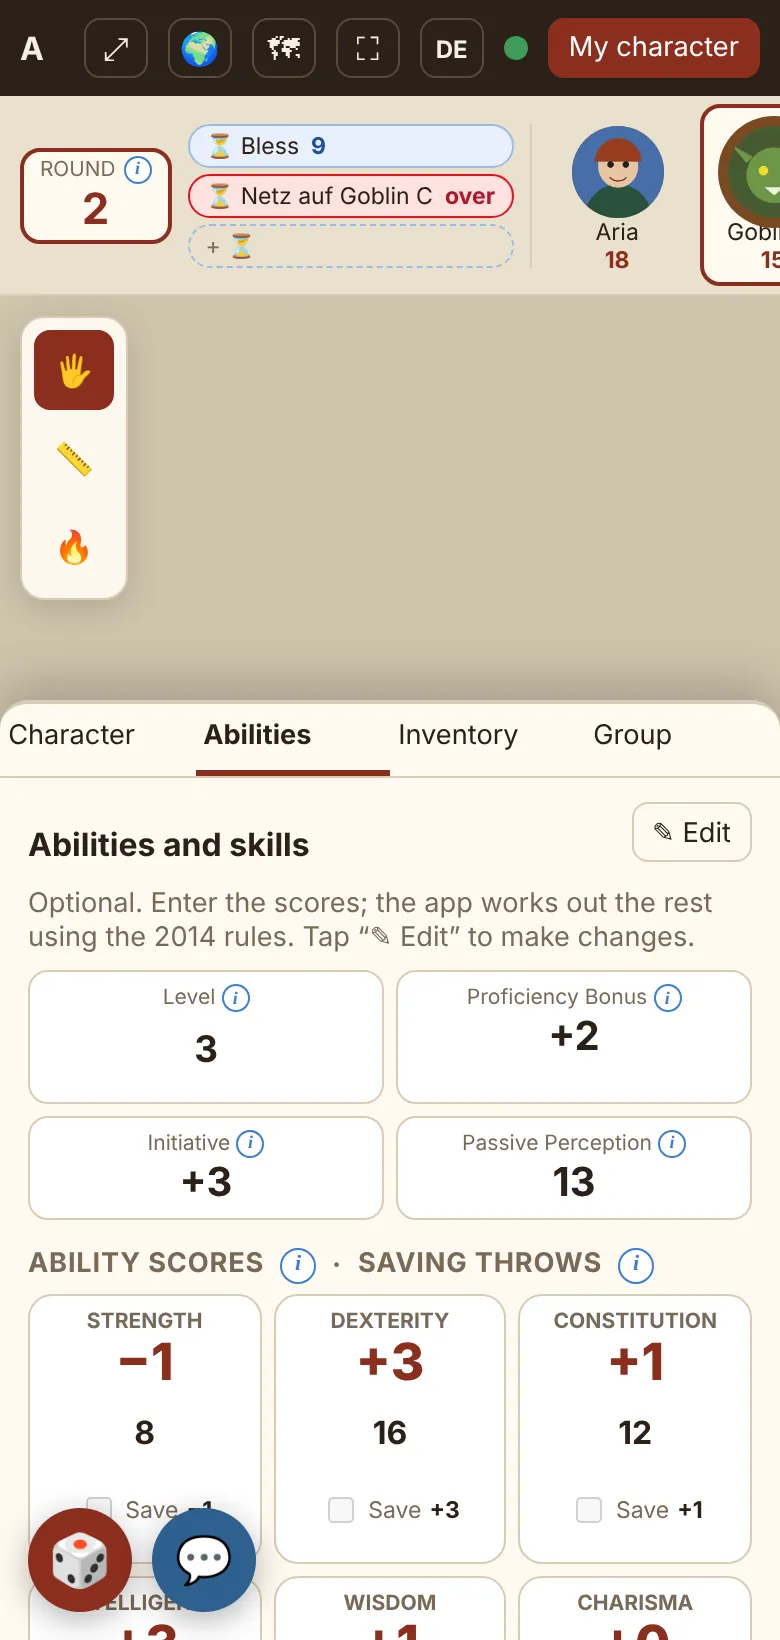 A
DE
My character
ROUND i
2
Bless 9
Netz auf Goblin C over
+
Aria
18
Character
Abilities
Inventory
Group
Abilities and skills
✎ Edit
Optional. Enter the scores; the app works out the rest
using the 2014 rules. Tap “✎ Edit” to make changes.
Level i
3
Proficiency Bonus i
+2
Initiative i
+3
Passive Perception i
13
ABILITY SCORES i · SAVING THROWS i
STRENGTH
−1
8
DEXTERITY
+3
16
CONSTITUTION
+1
12
Save
Save +3
Save +1
WISDOM
+1
CHARISMA
+0